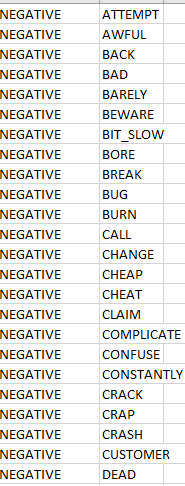 NEGATIVE ATTEMPT
NEGATIVE AWFUL
NEGATIVE BACK
NEGATIVE BAD
NEGATIVE BARELY
NEGATIVE BEWARE
NEGATIVE BIT_SLOW
NEGATIVE BORE
NEGATIVE BREAK
NEGATIVE BUG
NEGATIVE BURN
NEGATIVE CALL
NEGATIVE CHANGE
NEGATIVE CHEAP
NEGATIVE CHEAT
NEGATIVE CLAIM
NEGATIVE COMPLICATE
NEGATIVE CONFUSE
NEGATIVE CONSTANTLY
NEGATIVE CRACK
NEGATIVE CRAP
NEGATIVE CRASH
NEGATIVE CUSTOMER
NEGATIVE DEAD